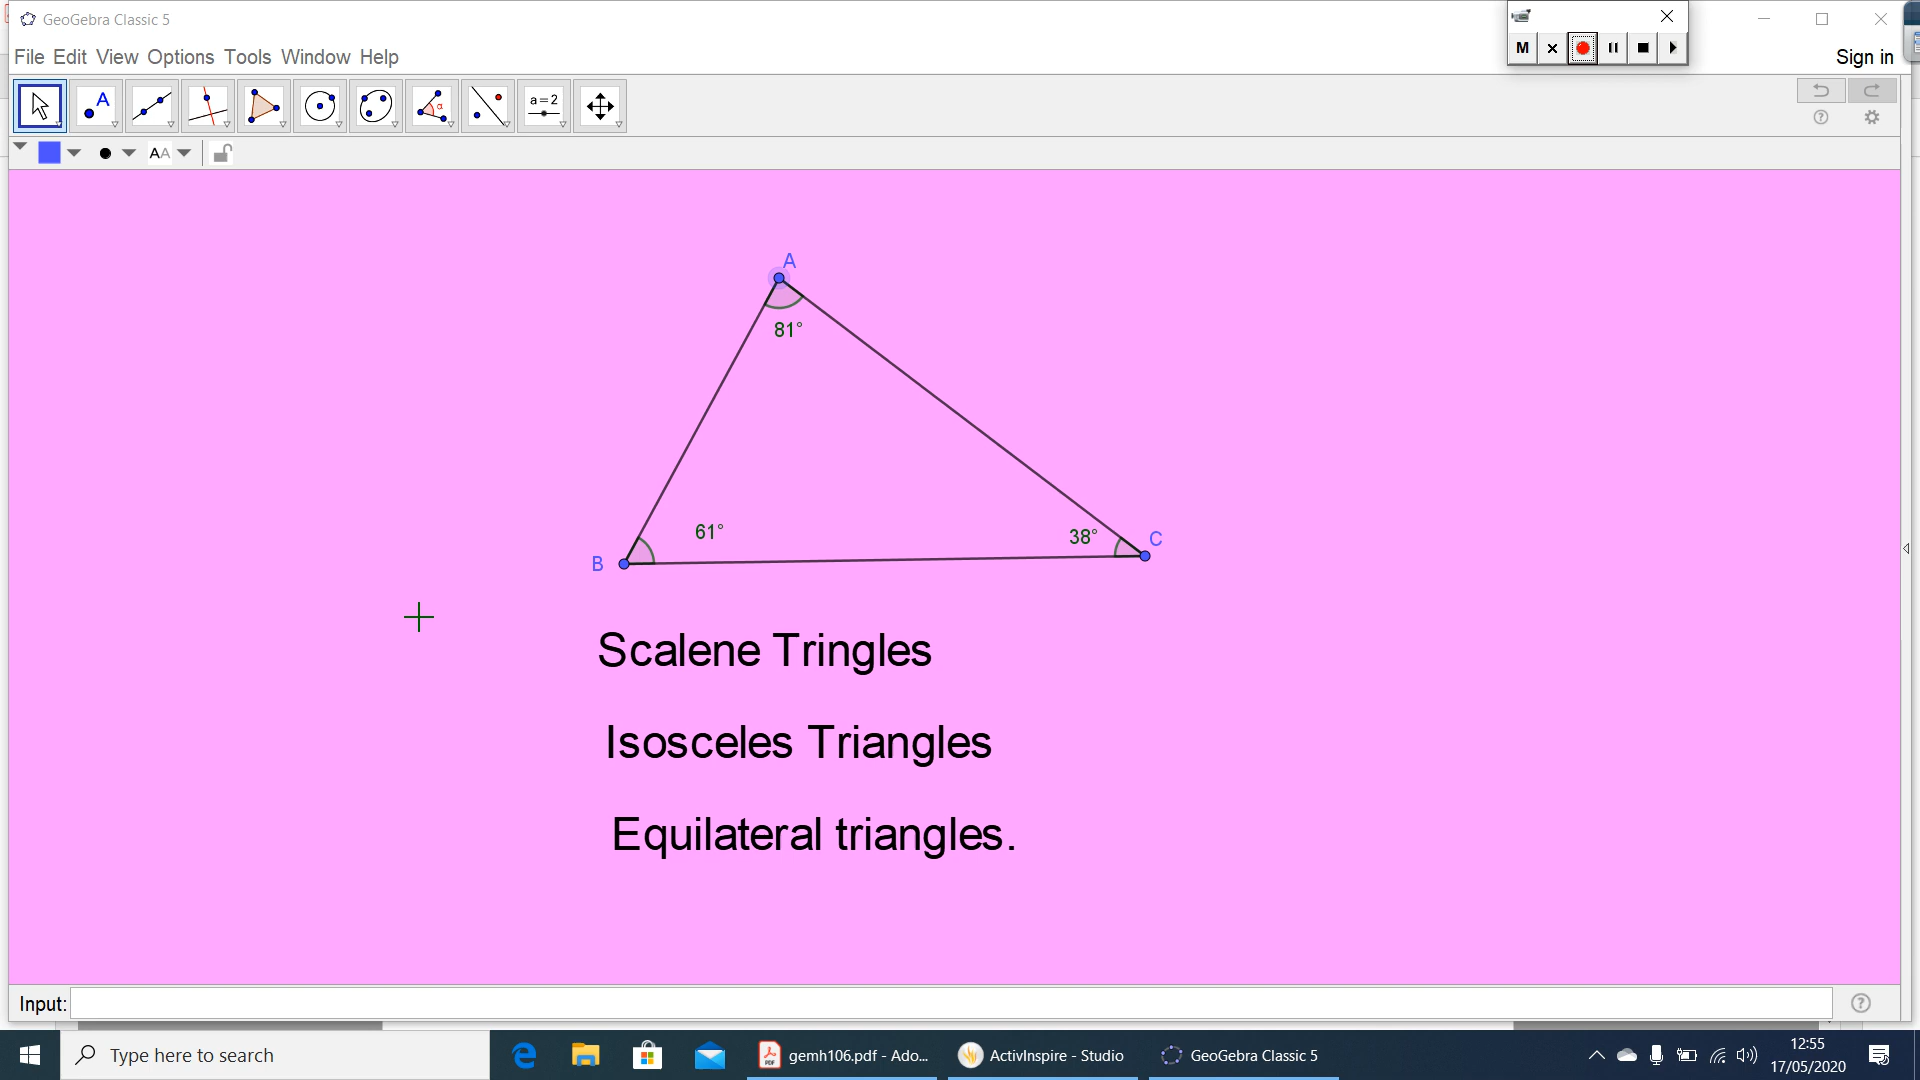 GeoGebra Classic 5
File Edit View Options Tools Window Help
M
Sign in
A
α
a=2
AA
A
81°
61°
38°
C
B
Scalene Tringles
Isosceles Triangles
Equilateral triangles.
Input:
Type here to search
gemh106.pdf - Ado...
ActivInspire - Studio
GeoGebra Classic 5
12:55
17/05/2020